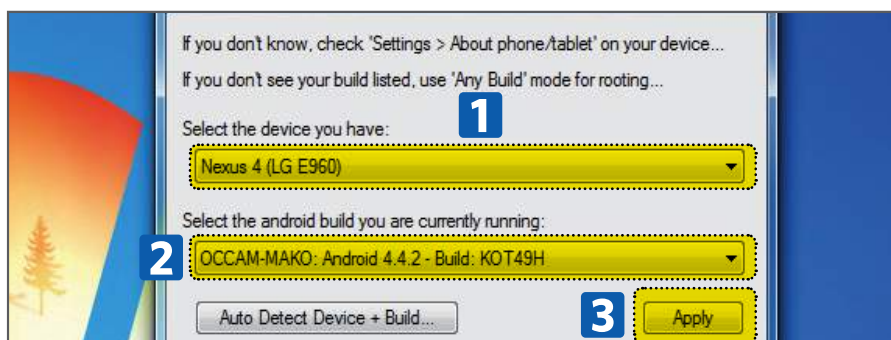 If you don't know, check 'Settings > About phone/tablet' on your device...
If you don't see your build listed, use 'Any Build' mode for rooting...
1
Select the device you have:
Nexus 4 (LG E960)
Select the android build you are currently running:
2
OCCAM-MAKO: Android 4.4.2 - Build: KOT49H
Auto Detect Device + Build...
3
Apply